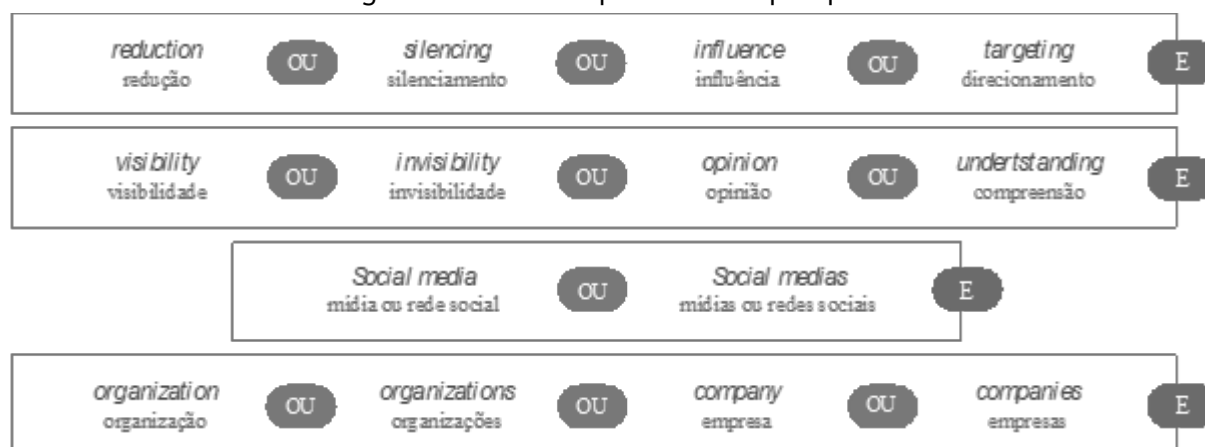 reduction OU silencing OU influence OU targeting E
redução silenciamento influência direcionamento
visibility OU invisibility OU opinion OU undertstanding E
visibilidade invisibilidade opinião compreensão
Social media OU Social medias E
mídia ou rede social mídias ou redes sociais
organization OU organizations OU company OU companies E
organização organizações empresa empresas